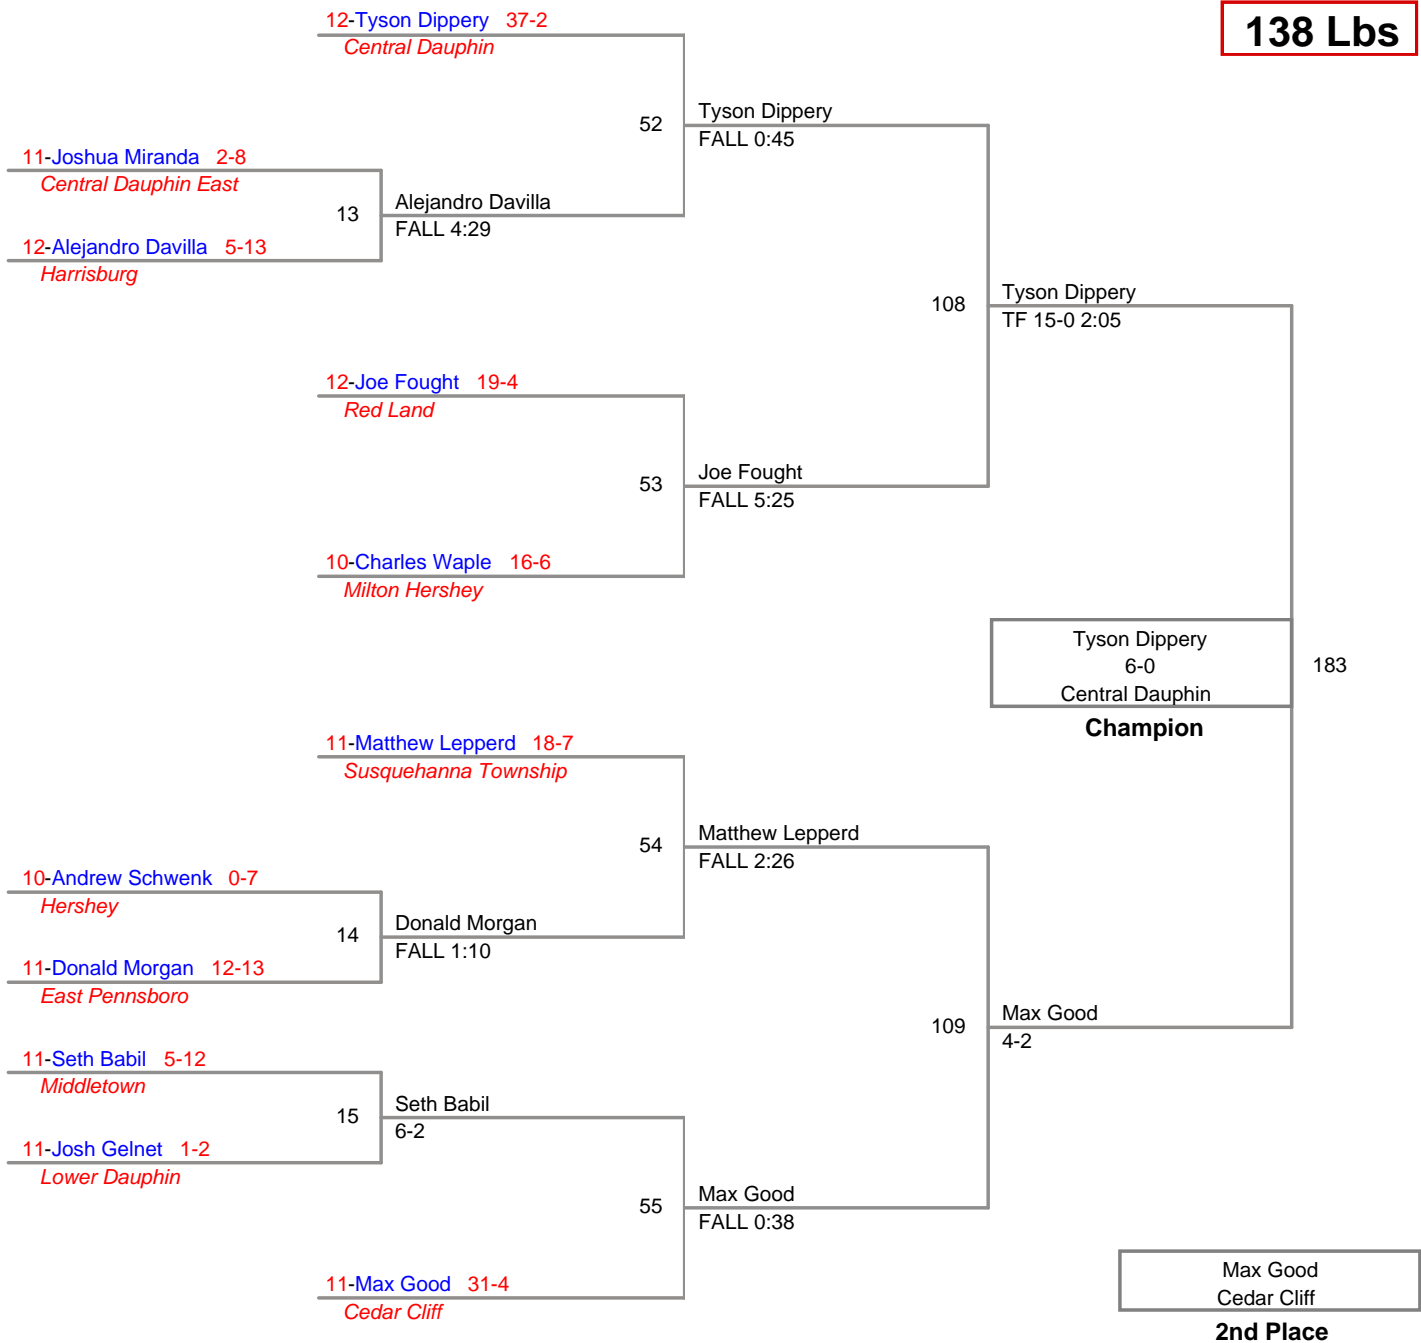 138 Lbs
12-Tyson Dippery 37-2
Central Dauphin
52
Tyson Dippery
FALL 0:45
11-Joshua Miranda 2-8
Central Dauphin East
13
Alejandro Davilla
FALL 4:29
12-Alejandro Davilla 5-13
Harrisburg
108
Tyson Dippery
TF 15-0 2:05
12-Joe Fought 19-4
Red Land
53
Joe Fought
FALL 5:25
10-Charles Waple 16-6
Milton Hershey
Tyson Dippery
6-0
Central Dauphin
183
Champion
11-Matthew Lepperd 18-7
Susquehanna Township
54
Matthew Lepperd
FALL 2:26
10-Andrew Schwenk 0-7
Hershey
14
Donald Morgan
FALL 1:10
11-Donald Morgan 12-13
East Pennsboro
109
Max Good
4-2
11-Seth Babil 5-12
Middletown
15
Seth Babil
6-2
11-Josh Gelnet 1-2
Lower Dauphin
55
Max Good
FALL 0:38
11-Max Good 31-4
Cedar Cliff
Max Good
Cedar Cliff
2nd Place